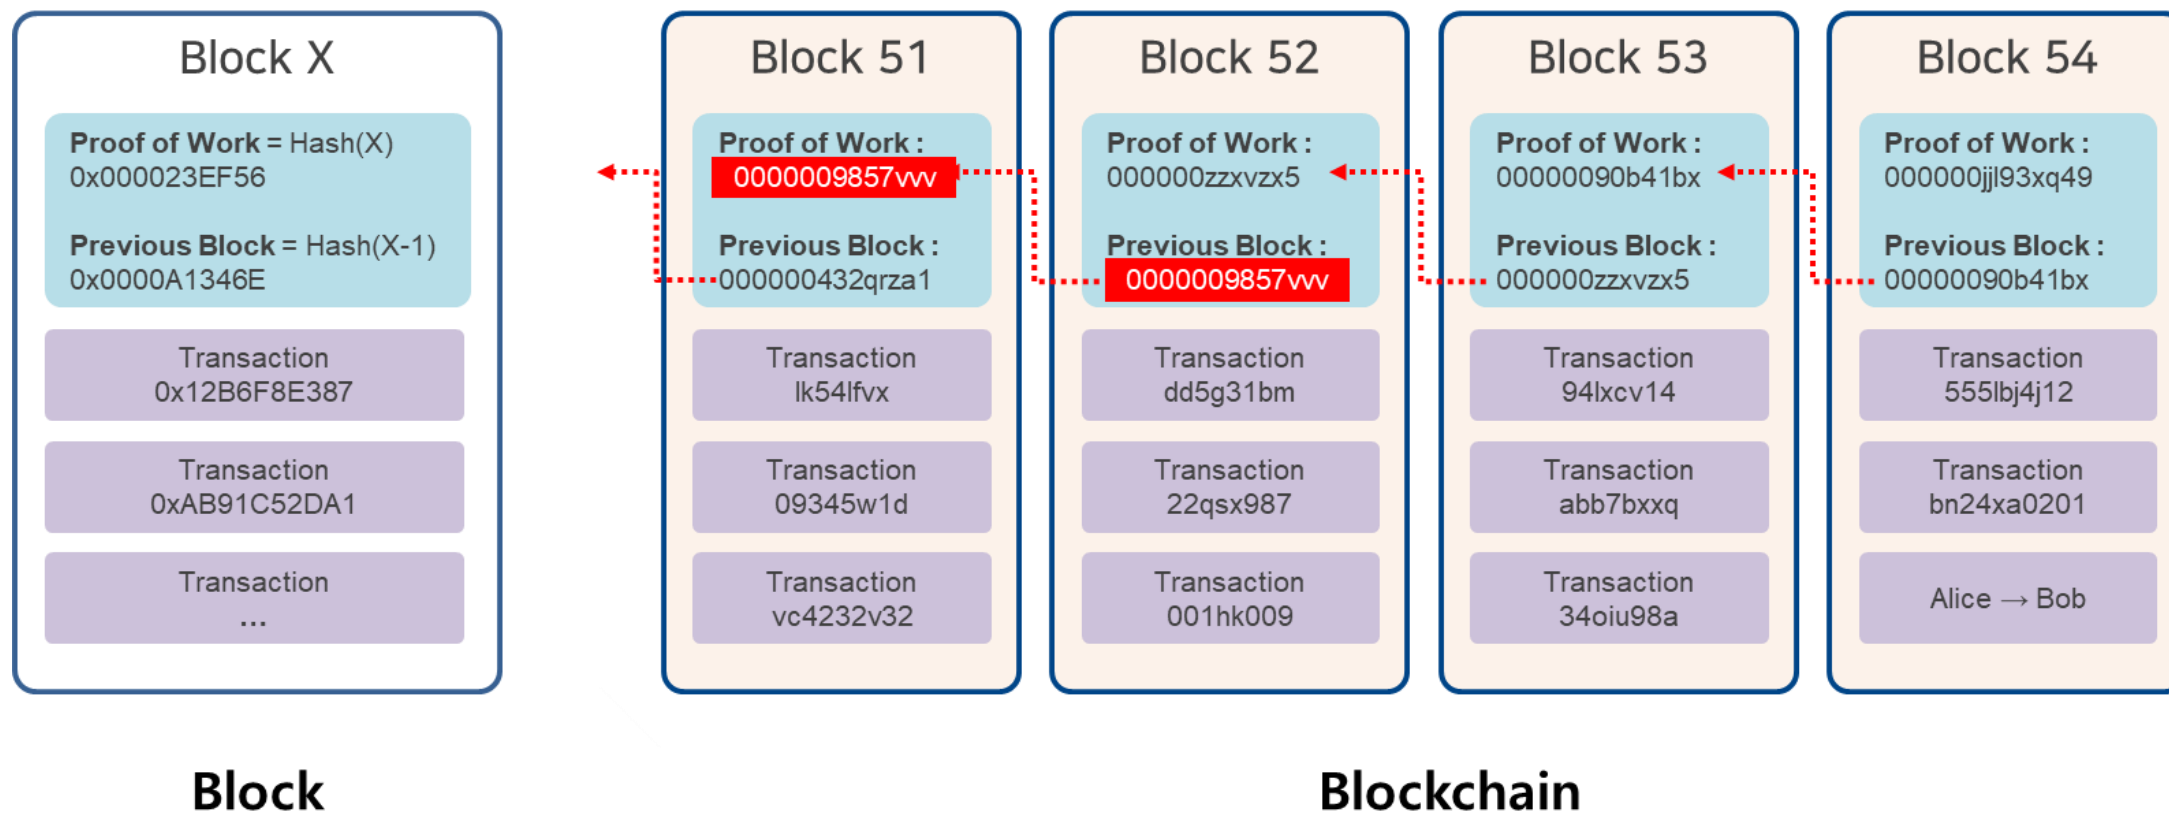 Block X
Proof of Work = Hash(X)
0x000023EF56
Previous Block = Hash(X-1)
0x0000A1346E
Transaction
0x12B6F8E387
Transaction
0xAB91C52DA1
Transaction
...
Block
Block 51
Proof of Work :
0000009857vvv
Previous Block :
000000432qrza1
Transaction
lk54lfvx
Transaction
09345w1d
Transaction
vc4232v32
Block 52
Proof of Work :
000000zzxvzx5
Previous Block :
0000009857vvv
Transaction
dd5g31bm
Transaction
22qsx987
Transaction
001hk009
Block 53
Proof of Work :
00000090b41bx
Previous Block :
000000zzxvzx5
Transaction
94lxcv14
Transaction
abb7bxxq
Transaction
34oiu98a
Block 54
Proof of Work :
000000jjl93xq49
Previous Block :
00000090b41bx
Transaction
555lbj4j12
Transaction
bn24xa0201
Alice → Bob
Blockchain